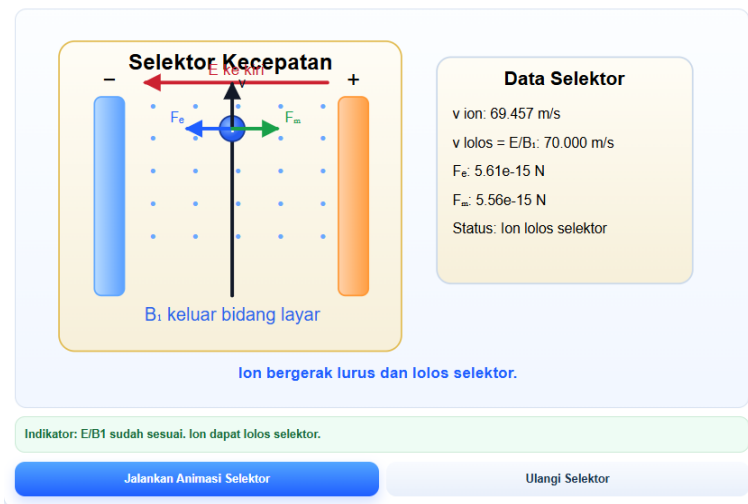 Selektor Kecepatan
E ke kiri
−
+
v
Fₑ
Fₘ
B₁ keluar bidang layar
Data Selektor
v ion: 69.457 m/s
v lolos = E/B₁: 70.000 m/s
Fₑ: 5.61e-15 N
Fₘ: 5.56e-15 N
Status: Ion lolos selektor
Ion bergerak lurus dan lolos selektor.
Indikator: E/B1 sudah sesuai. Ion dapat lolos selektor.
Jalankan Animasi Selektor
Ulangi Selektor